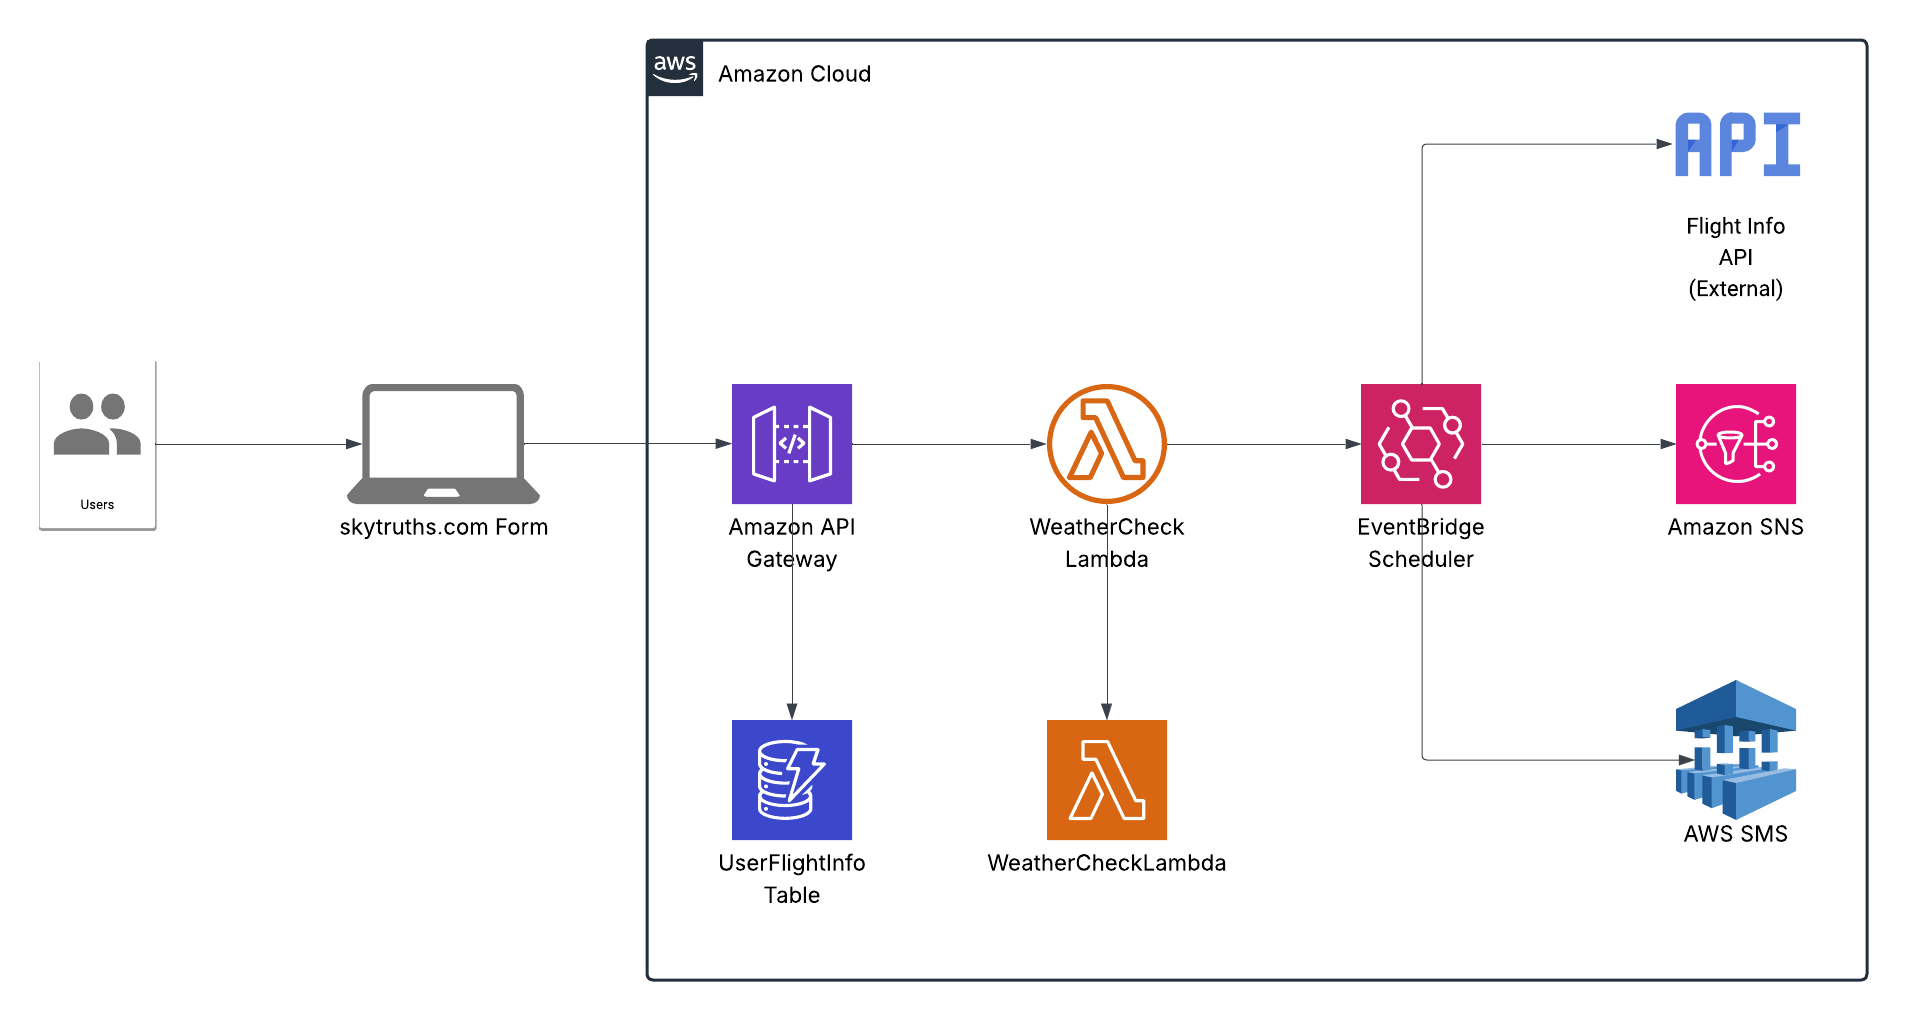 aws
Amazon Cloud
API
Flight Info
API
(External)
Users
skytruths.com Form
</>
Amazon API
Gateway
WeatherCheck
Lambda
EventBridge
Scheduler
Amazon SNS
UserFlightInfo
Table
WeatherCheckLambda
AWS SMS